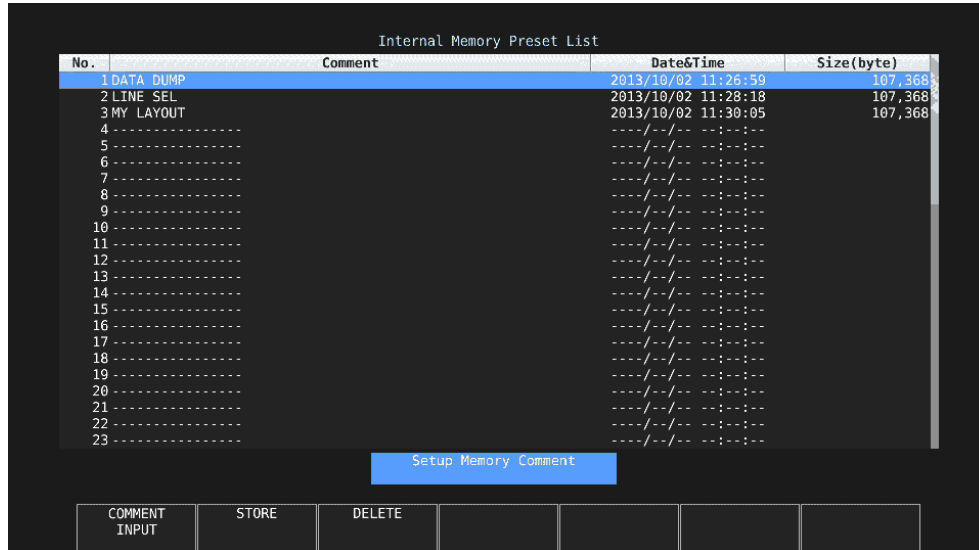 Internal Memory Preset List
No. Comment Date&Time Size(byte)
1 DATA DUMP 2013/10/02 11:26:59 107,368
2 LINE SEL 2013/10/02 11:28:18 107,368
3 MY LAYOUT 2013/10/02 11:30:05 107,368
4 ---------------- ----/--/-- --:--:--
5 ---------------- ----/--/-- --:--:--
6 ---------------- ----/--/-- --:--:--
7 ---------------- ----/--/-- --:--:--
8 ---------------- ----/--/-- --:--:--
9 ---------------- ----/--/-- --:--:--
10 ---------------- ----/--/-- --:--:--
11 ---------------- ----/--/-- --:--:--
12 ---------------- ----/--/-- --:--:--
13 ---------------- ----/--/-- --:--:--
14 ---------------- ----/--/-- --:--:--
15 ---------------- ----/--/-- --:--:--
16 ---------------- ----/--/-- --:--:--
17 ---------------- ----/--/-- --:--:--
18 ---------------- ----/--/-- --:--:--
19 ---------------- ----/--/-- --:--:--
20 ---------------- ----/--/-- --:--:--
21 ---------------- ----/--/-- --:--:--
22 ---------------- ----/--/-- --:--:--
23 ---------------- ----/--/-- --:--:--
Setup Memory Comment
COMMENT STORE DELETE
INPUT